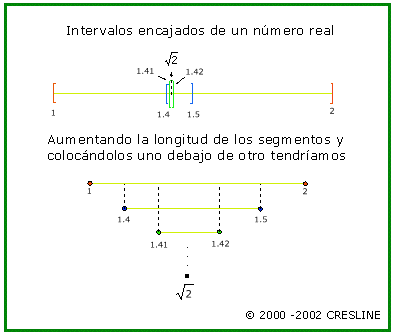 Intervalos encajados de un número real
√2
1.41 1.42
1.4 1.5
1 2
Aumentando la longitud de los segmentos y
colocándolos uno debajo de otro tendríamos
1 2
1.4 1.5
1.41 1.42
√2
© 2000 -2002 CRESLINE